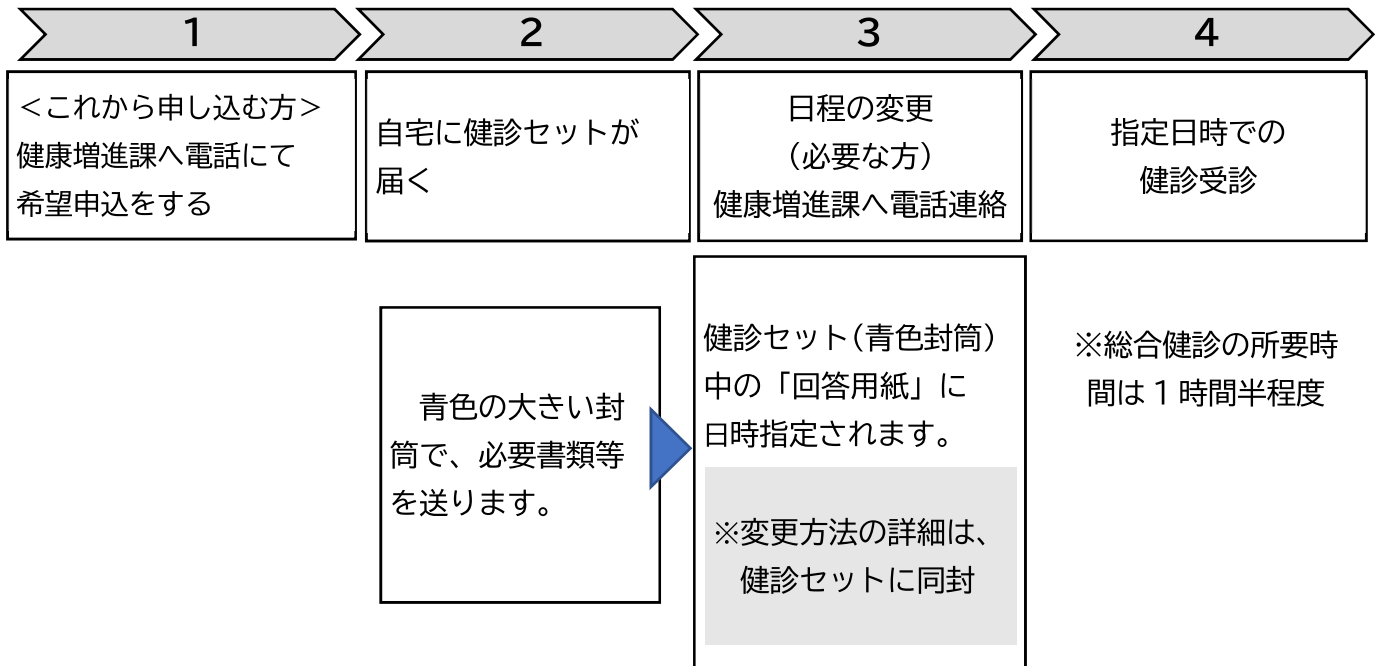 1
2
3
4
＜これから申し込む方＞
健康増進課へ電話にて
希望申込をする
自宅に健診セットが
届く
日程の変更
（必要な方）
健康増進課へ電話連絡
指定日時での
健診受診
青色の大きい封
筒で、必要書類等
を送ります。
健診セット（青色封筒）
中の「回答用紙」に
日時指定されます。
※変更方法の詳細は、
健診セットに同封
※総合健診の所要時
間は１時間半程度